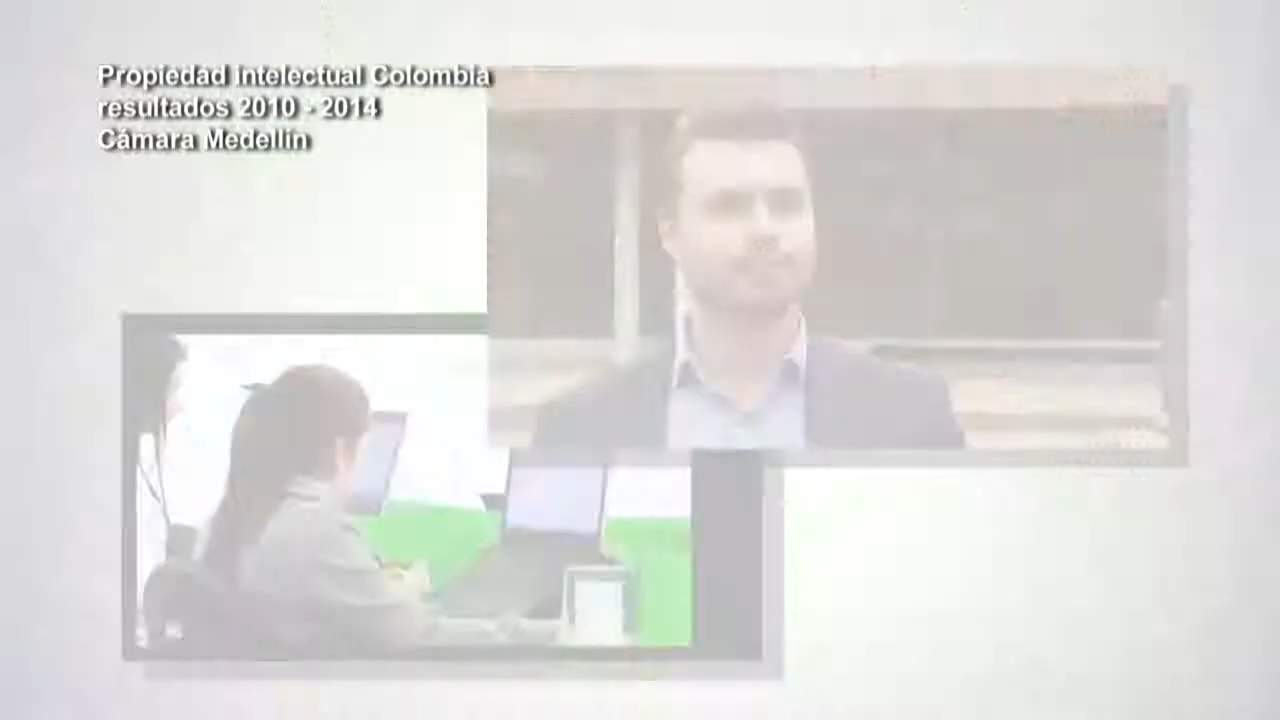 Propiedad intelectual Colombia
resultados 2010 - 2014
Cámara Medellín